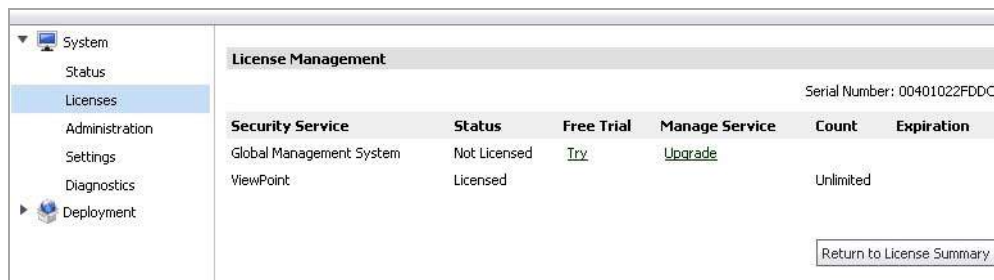 System
Status
Licenses
Administration
Settings
Diagnostics
Deployment
License Management
Serial Number: 00401022FDDC
Security Service Status Free Trial Manage Service Count Expiration
Global Management System Not Licensed Try Upgrade
ViewPoint Licensed Unlimited
Return to License Summary